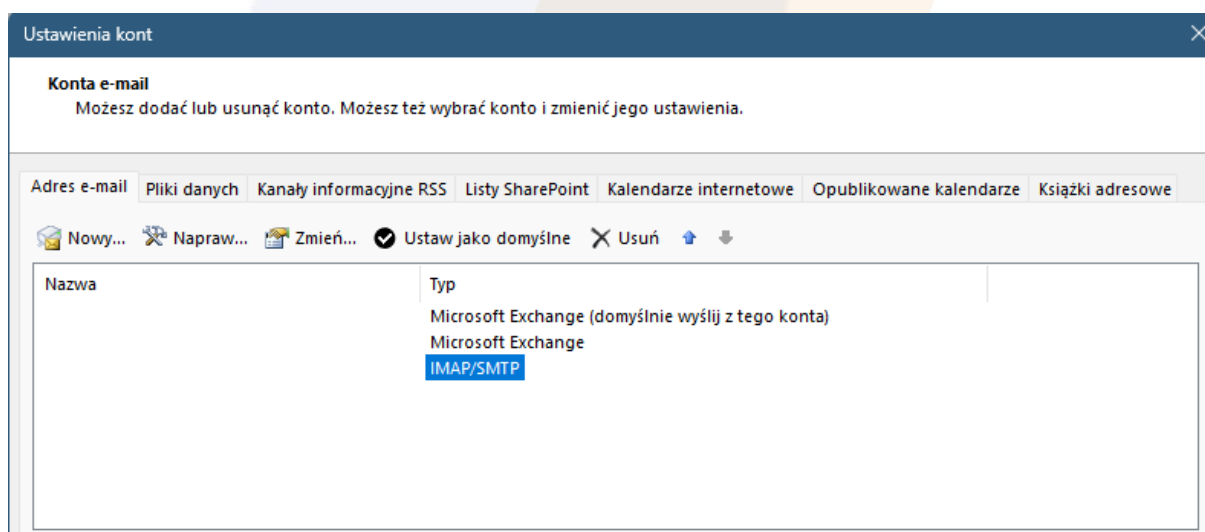 Ustawienia kont
Konta e-mail
Możesz dodać lub usunąć konto. Możesz też wybrać konto i zmienić jego ustawienia.
Adres e-mail Pliki danych Kanały informacyjne RSS Listy SharePoint Kalendarze internetowe Opublikowane kalendarze Książki adresowe
Nowy... Napraw... Zmień... Ustaw jako domyślne Usuń
Nazwa Typ
Microsoft Exchange (domyślnie wyślij z tego konta)
Microsoft Exchange
IMAP/SMTP